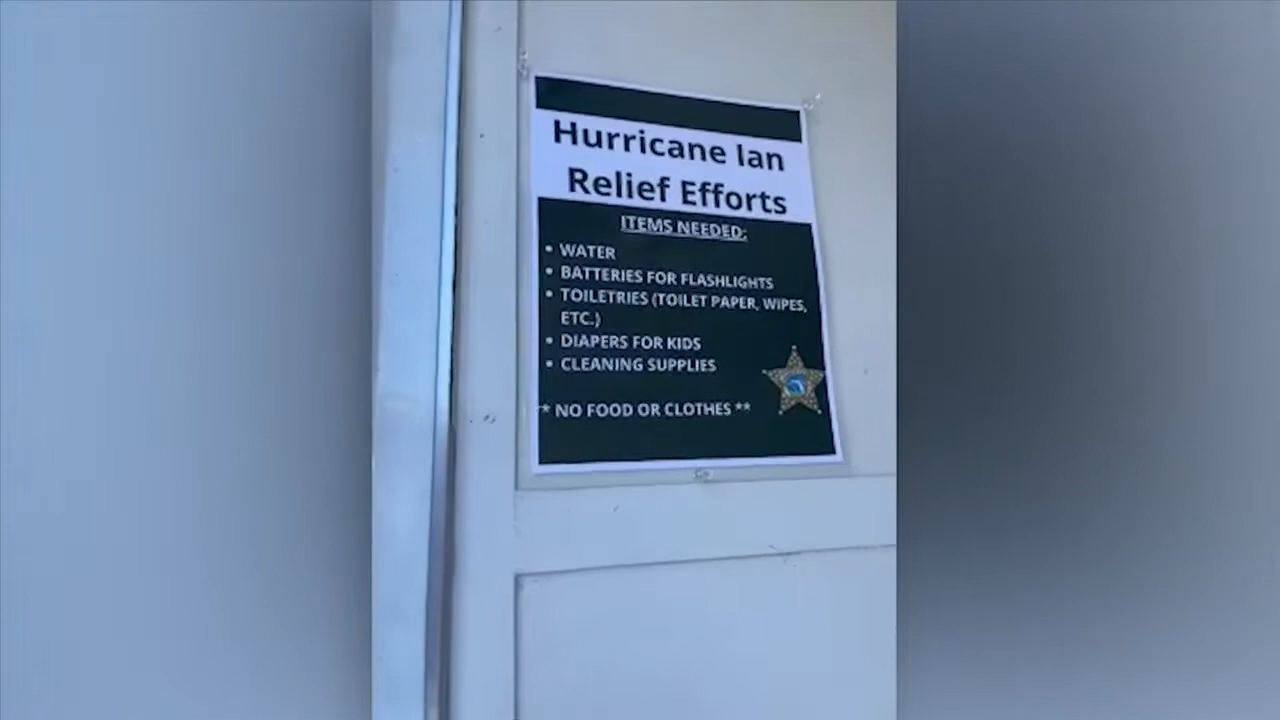 Hurricane Ian
Relief Efforts
ITEMS NEEDED:
• WATER
• BATTERIES FOR FLASHLIGHTS
• TOILETRIES (TOILET PAPER, WIPES,
ETC.)
• DIAPERS FOR KIDS
• CLEANING SUPPLIES
* NO FOOD OR CLOTHES **